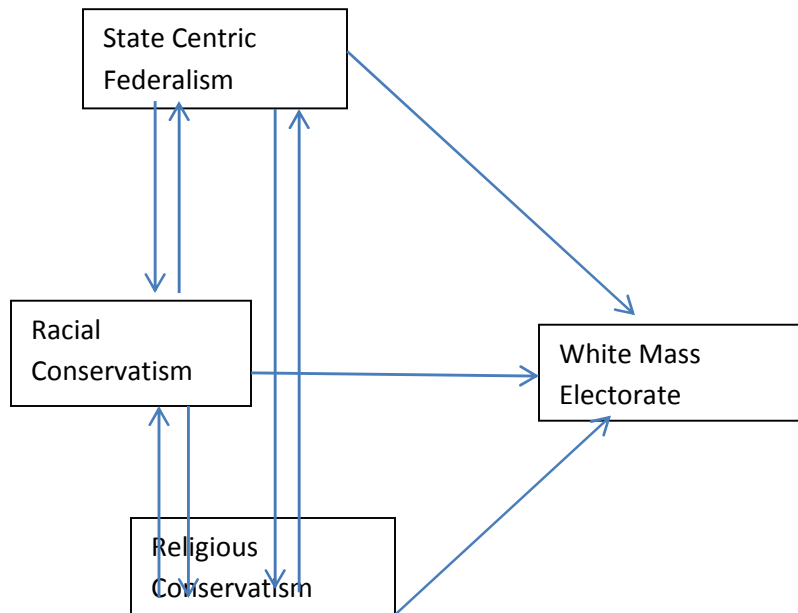 State Centric
Federalism
Racial
Conservatism
White Mass
Electorate
Religious
Conservatism